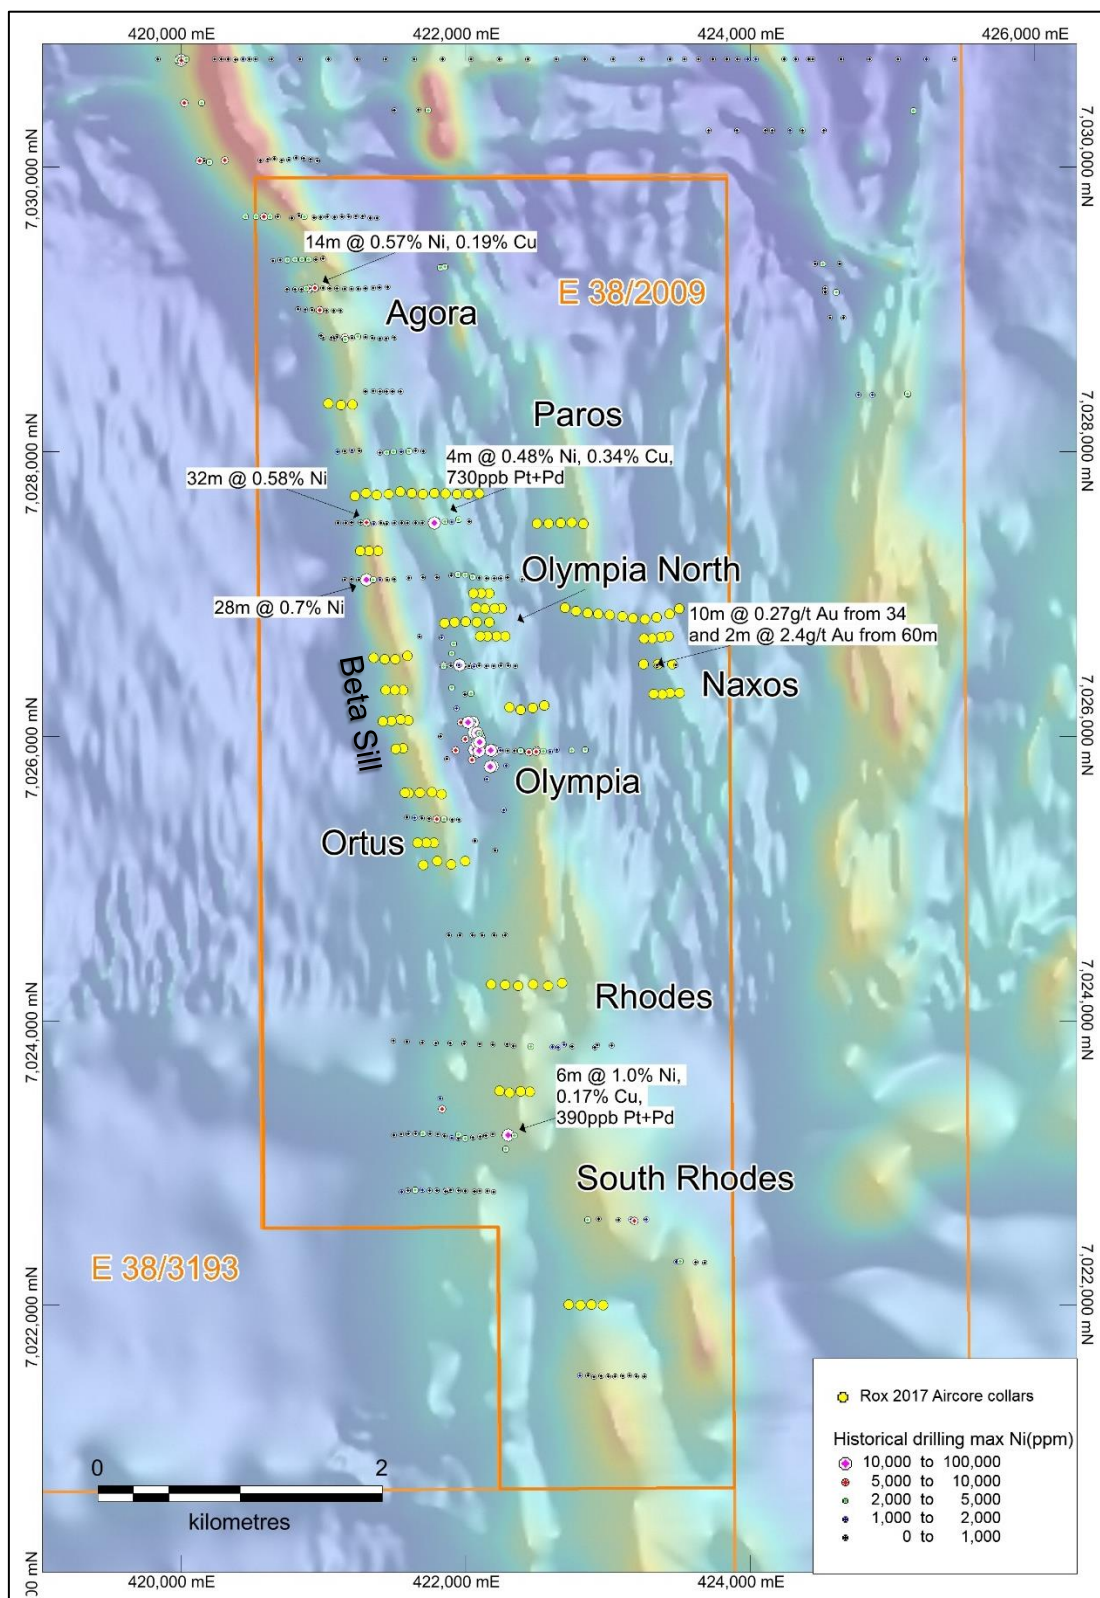 420,000 mE
422,000 mE
424,000 mE
426,000 mE
7,030,000 mN
7,030,000 mN
14m @ 0.57% Ni, 0.19% Cu
E 38/2009
Agora
Paros
7,028,000 mN
7,028,000 mN
4m @ 0.48% Ni, 0.34% Cu,
730ppb Pt+Pd
32m @ 0.58% Ni
Olympia North
28m @ 0.7% Ni
10m @ 0.27g/t Au from 34
and 2m @ 2.4g/t Au from 60m
Naxos
Beta Sill
7,026,000 mN
7,026,000 mN
Olympia
Ortus
Rhodes
7,024,000 mN
7,024,000 mN
6m @ 1.0% Ni,
0.17% Cu,
390ppb Pt+Pd
South Rhodes
E 38/3193
7,022,000 mN
7,022,000 mN
Rox 2017 Aircore collars
Historical drilling max Ni(ppm)
10,000 to 100,000
5,000 to 10,000
2,000 to 5,000
1,000 to 2,000
0 to 1,000
0
2
kilometres
00 mN
420,000 mE
422,000 mE
424,000 mE